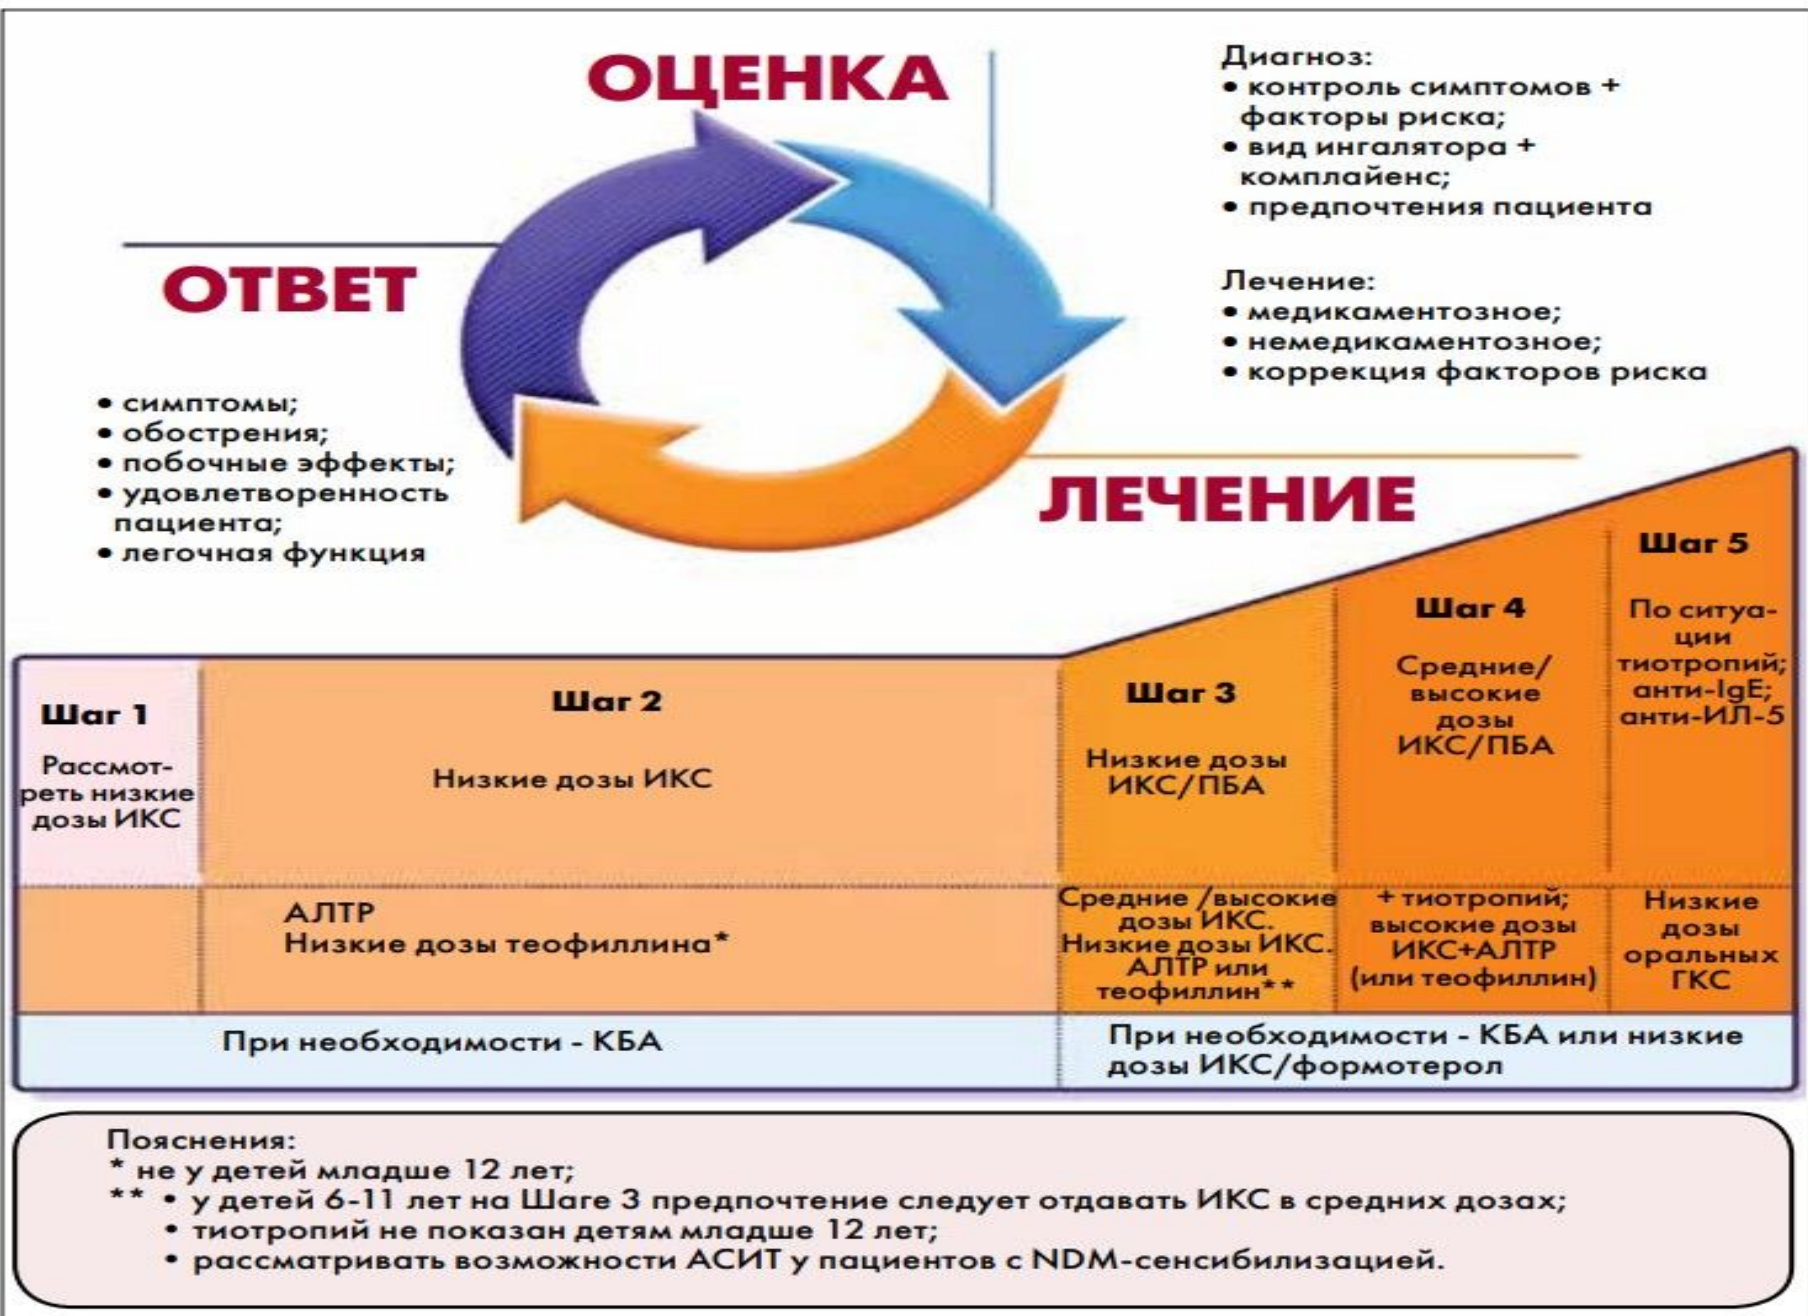 ОЦЕНКА
Диагноз:
• контроль симптомов +
факторы риска;
• вид ингалятора +
комплайенс;
• предпочтения пациента
Лечение:
• медикаментозное;
• немедикаментозное;
• коррекция факторов риска
ОТВЕТ
• симптомы;
• обострения;
• побочные эффекты;
• удовлетворенность
пациента;
• легочная функция
ЛЕЧЕНИЕ
Шаг 1
Рассмот-
реть низкие
дозы ИКС
Шаг 2
Низкие дозы ИКС
Шаг 3
Низкие дозы
ИКС/ПБА
Шаг 4
Средние/
высокие
дозы
ИКС/ПБА
Шаг 5
По ситуа-
ции
тиотропий;
анти-IgE;
анти-ИЛ-5
АЛТР
Низкие дозы теофиллина*
Средние /высокие
дозы ИКС.
Низкие дозы ИКС.
АЛТР или
теофиллин**
+ тиотропий;
высокие дозы
ИКС+АЛТР
(или теофиллин)
Низкие
дозы
оральных
ГКС
При необходимости - КБА
При необходимости - КБА или низкие
дозы ИКС/формотерол
Пояснения:
* не у детей младше 12 лет;
** • у детей 6-11 лет на Шаге 3 предпочтение следует отдавать ИКС в средних дозах;
• тиотропий не показан детям младше 12 лет;
• рассматривать возможности АСИТ у пациентов с NDM-сенсибилизацией.